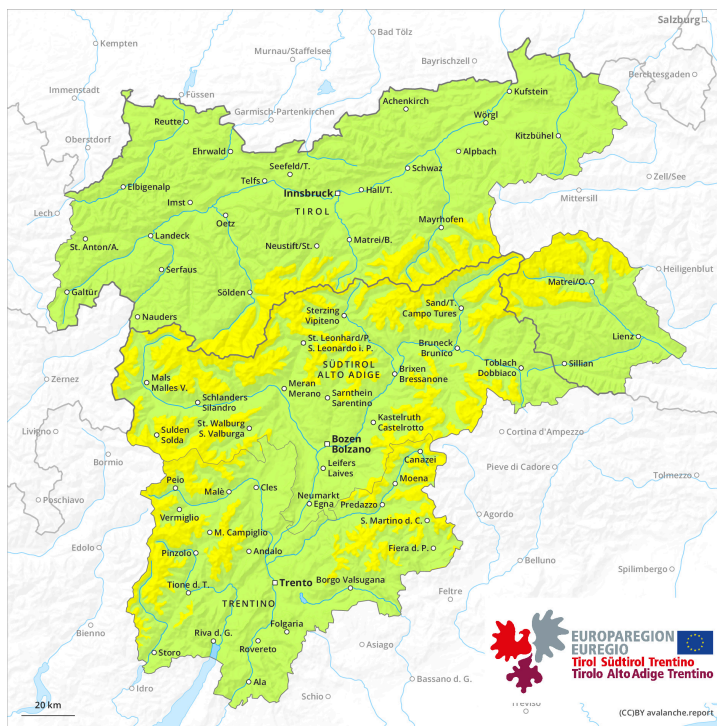 Salzburg
Kempten
Bad Tölz
Murnau/Staffelsee
Bayrischzell
Berchtesgaden
Immenstadt
Füssen
Garmisch-Partenkirchen
Achenkirch
Kufstein
Reutte
Wörgl
Oberstdorf
Ehrwald
Kitzbühel
Seefeld/T.
Alpbach
Telfs
Schwaz
Zell/See
Elbigenalp
Innsbruck
Hall/T.
Mittersill
Imst
TIROL
Lech
Oetz
Mayrhofen
Landeck
St. Anton/A.
Neustift/St.
Matrei/B.
Heiligenblut
Serfaus
Matrei/O.
Galtür
Sölden
Sand/T.
Campo Tures
Nauders
Sterzing
Vipiteno
Lienz
St. Leonhard/P.
S. Leonardo i. P.
Bruneck
Brunico
Toblach
Dobbiaco
Sillian
SÜDTIROL
ALTO ADIGE
Brixen
Bressanone
Zernez
Mals
Malles V.
Meran
Merano
Sarnthein
Sarentino
Schlanders
Silandro
Kastelruth
Castelrotto
St. Walburg
S. Valburga
Livigno
Sulden
Solda
Bozen
Bolzano
Cortina d'Ampezzo
Canazei
Bormio
Leifers
Laives
Pieve di Cadore
Tolmezzo
Peio
Moena
Poschiavo
Malè
Cles
Neumarkt
Egna
Predazzo
Vermiglio
Agordo
S. Martino d. C.
M. Campiglio
Edolo
Pinzolo
Andalo
Fiera d. P.
Belluno
Spilimbergo
Tione d. T.
Trento
Borgo Valsugana
Feltre
TRENTINO
Folgaria
Bienno
Riva d. G.
Rovereto
Storo
Asiago
Ala
Idro
Schio
Bassano d. G.
Treviso
EUROPAREGION
EUREGIO
Tirol Südtirol Trentino
Tirolo Alto Adige Trentino
20 km
(CC)BY avalanche.report